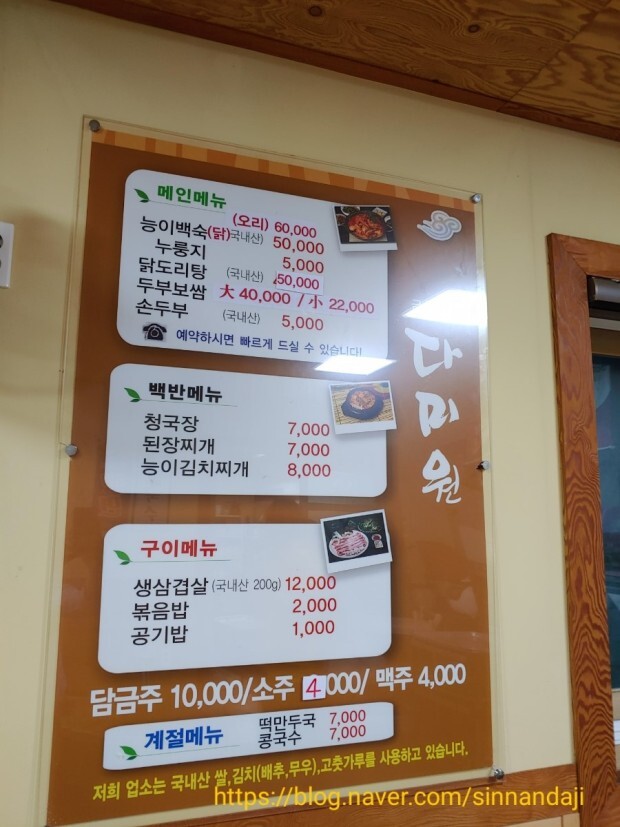 메인메뉴
(오리) 60,000
능이백숙(닭)국내산) 50,000
누룽지 5,000
닭도리탕 (국내산) 50,000
두부보쌈 大 40,000 / 小 22,000
손두부 (국내산) 5,000
예약하시면 빠르게 드실 수 있습니다!
다미원
백반메뉴
청국장 7,000
된장찌개 7,000
능이김치찌개 8,000
구이메뉴
생삼겹살 (국내산 200g) 12,000
볶음밥 2,000
공기밥 1,000
담금주 10,000/소주 4000/ 맥주 4,000
계절메뉴
떡만두국 7,000
콩국수 7,000
저희 업소는 국내산 쌀,김치(배추,무우),고춧가루를 사용하고 있습니다.
https://blog.naver.com/sinnandaji